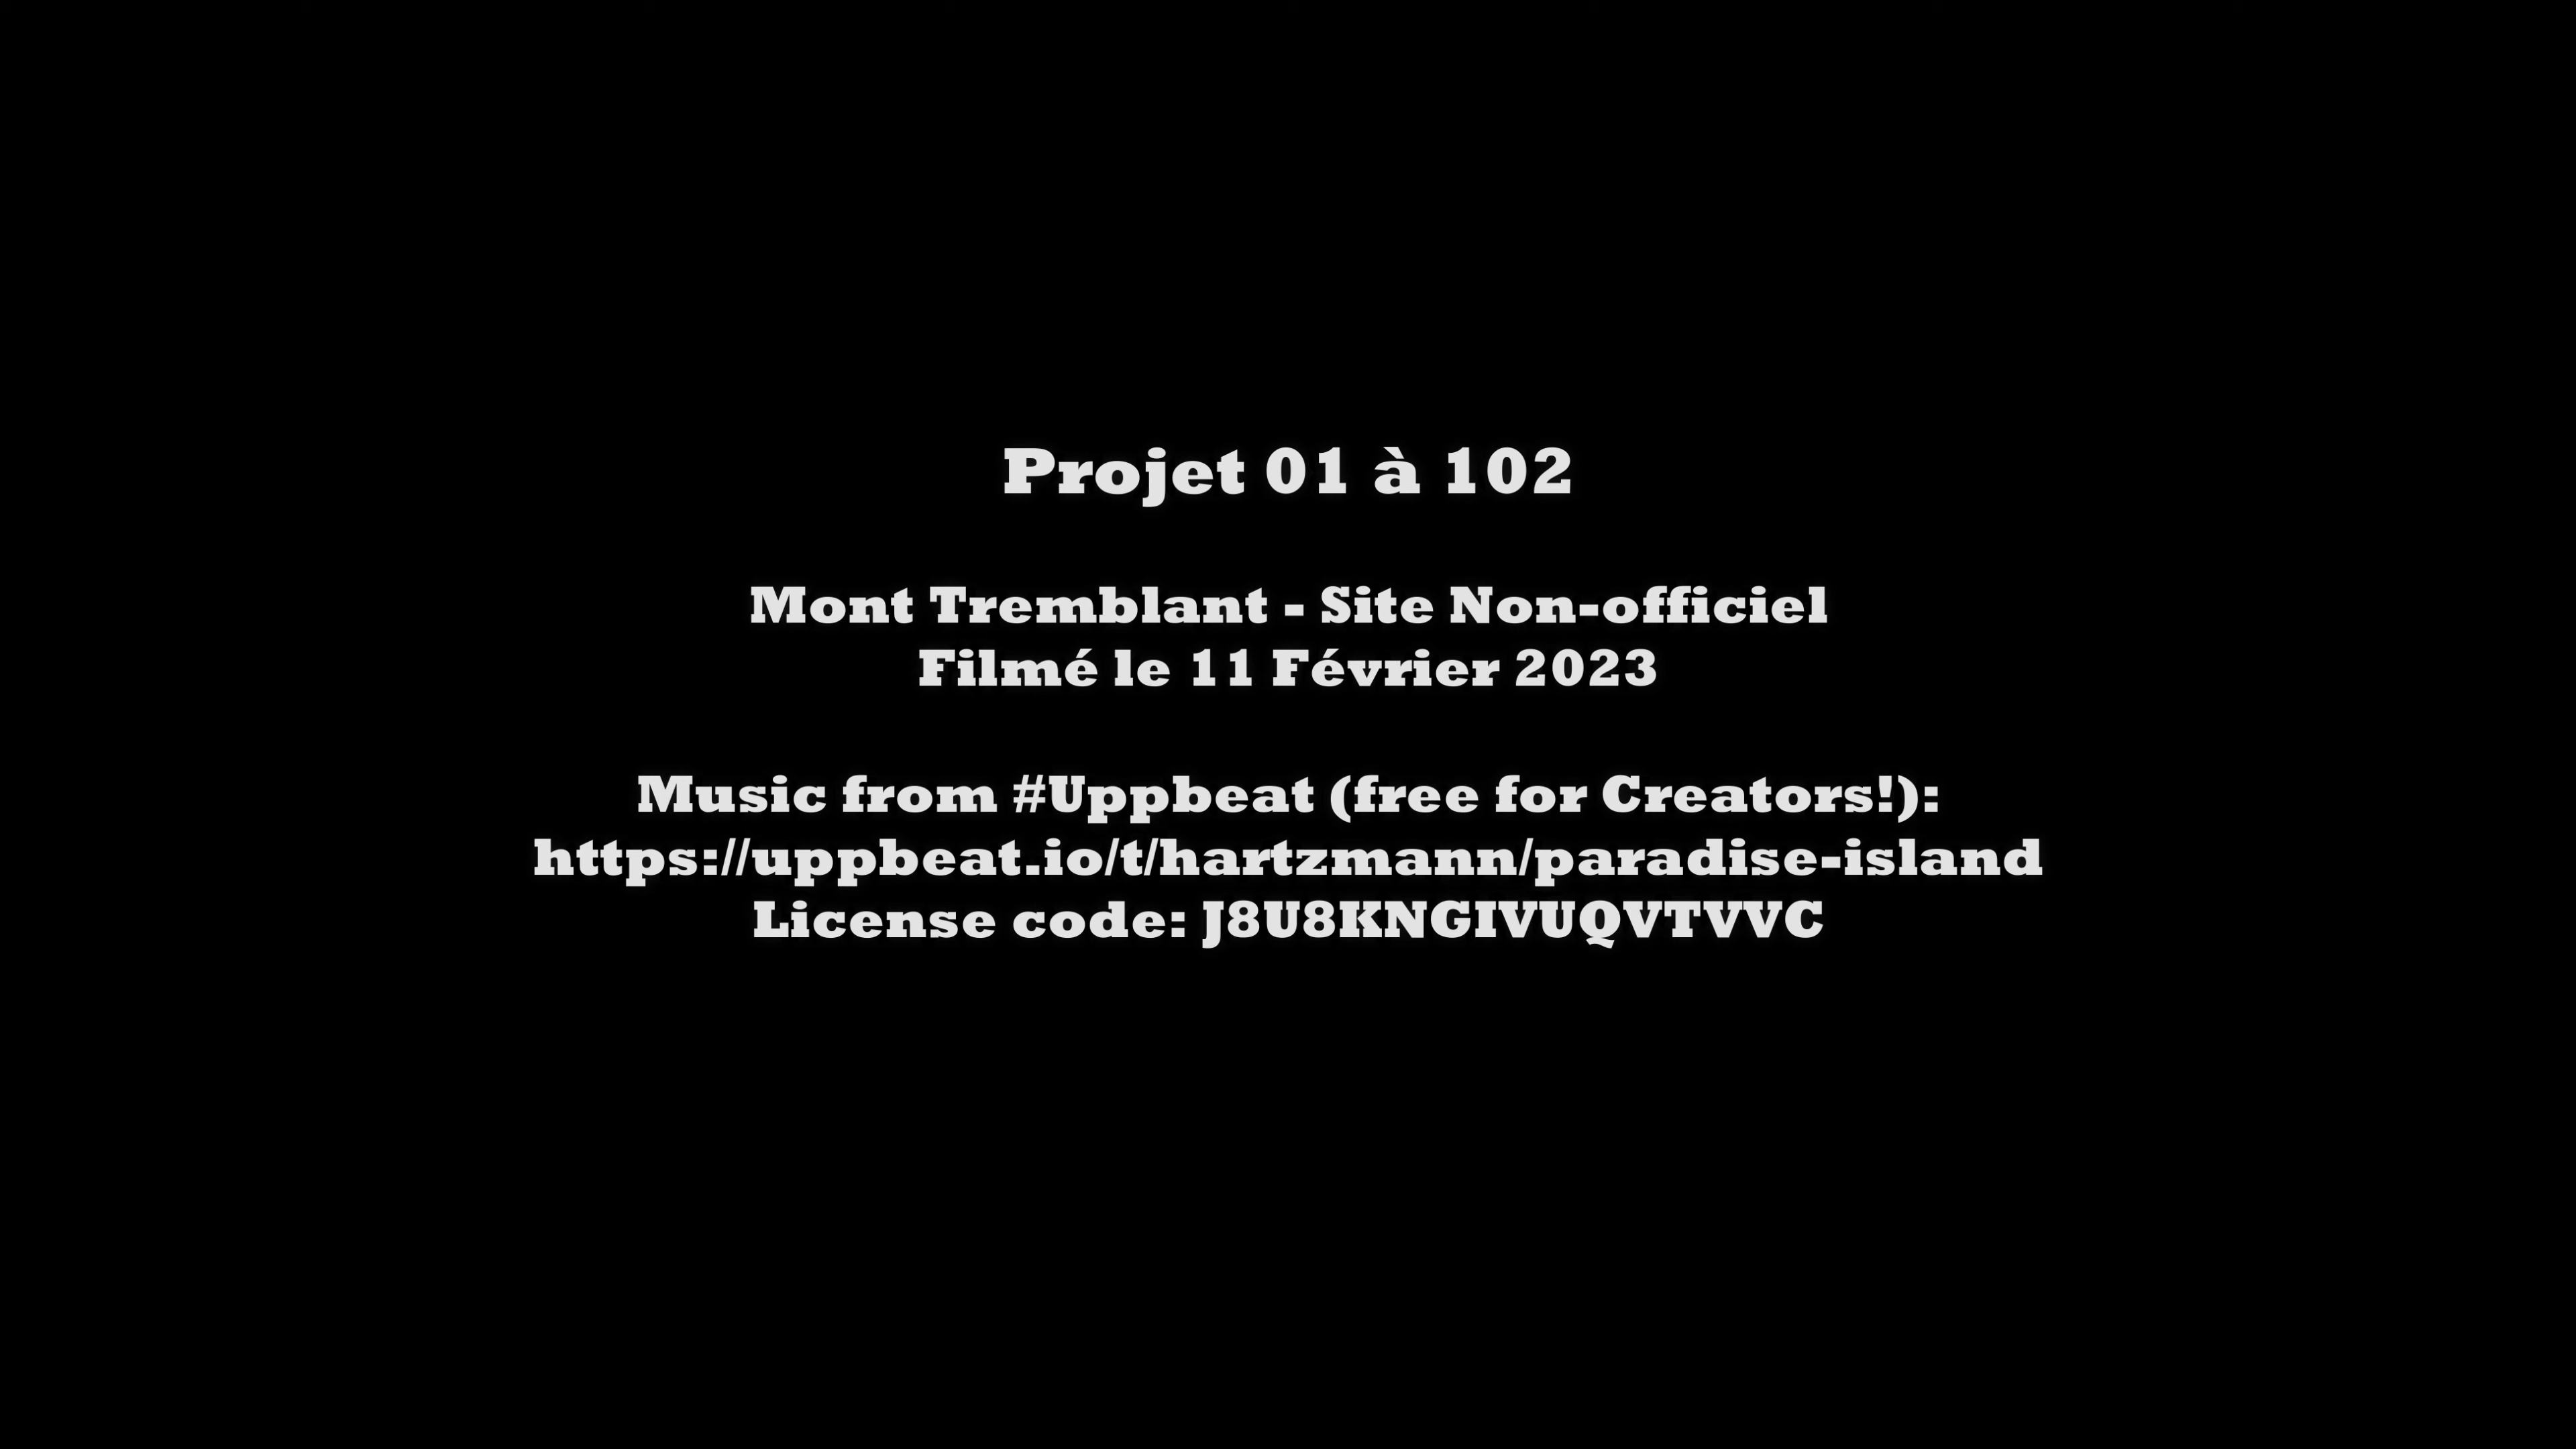 Projet 01 à 102
Mont Tremblant - Site Non-officiel
Filmé le 11 Février 2023
Music from #Uppbeat (free for Creators!):
https://uppbeat.io/t/hartzmann/paradise-island
License code: J8U8KNGIVUQVTVVC